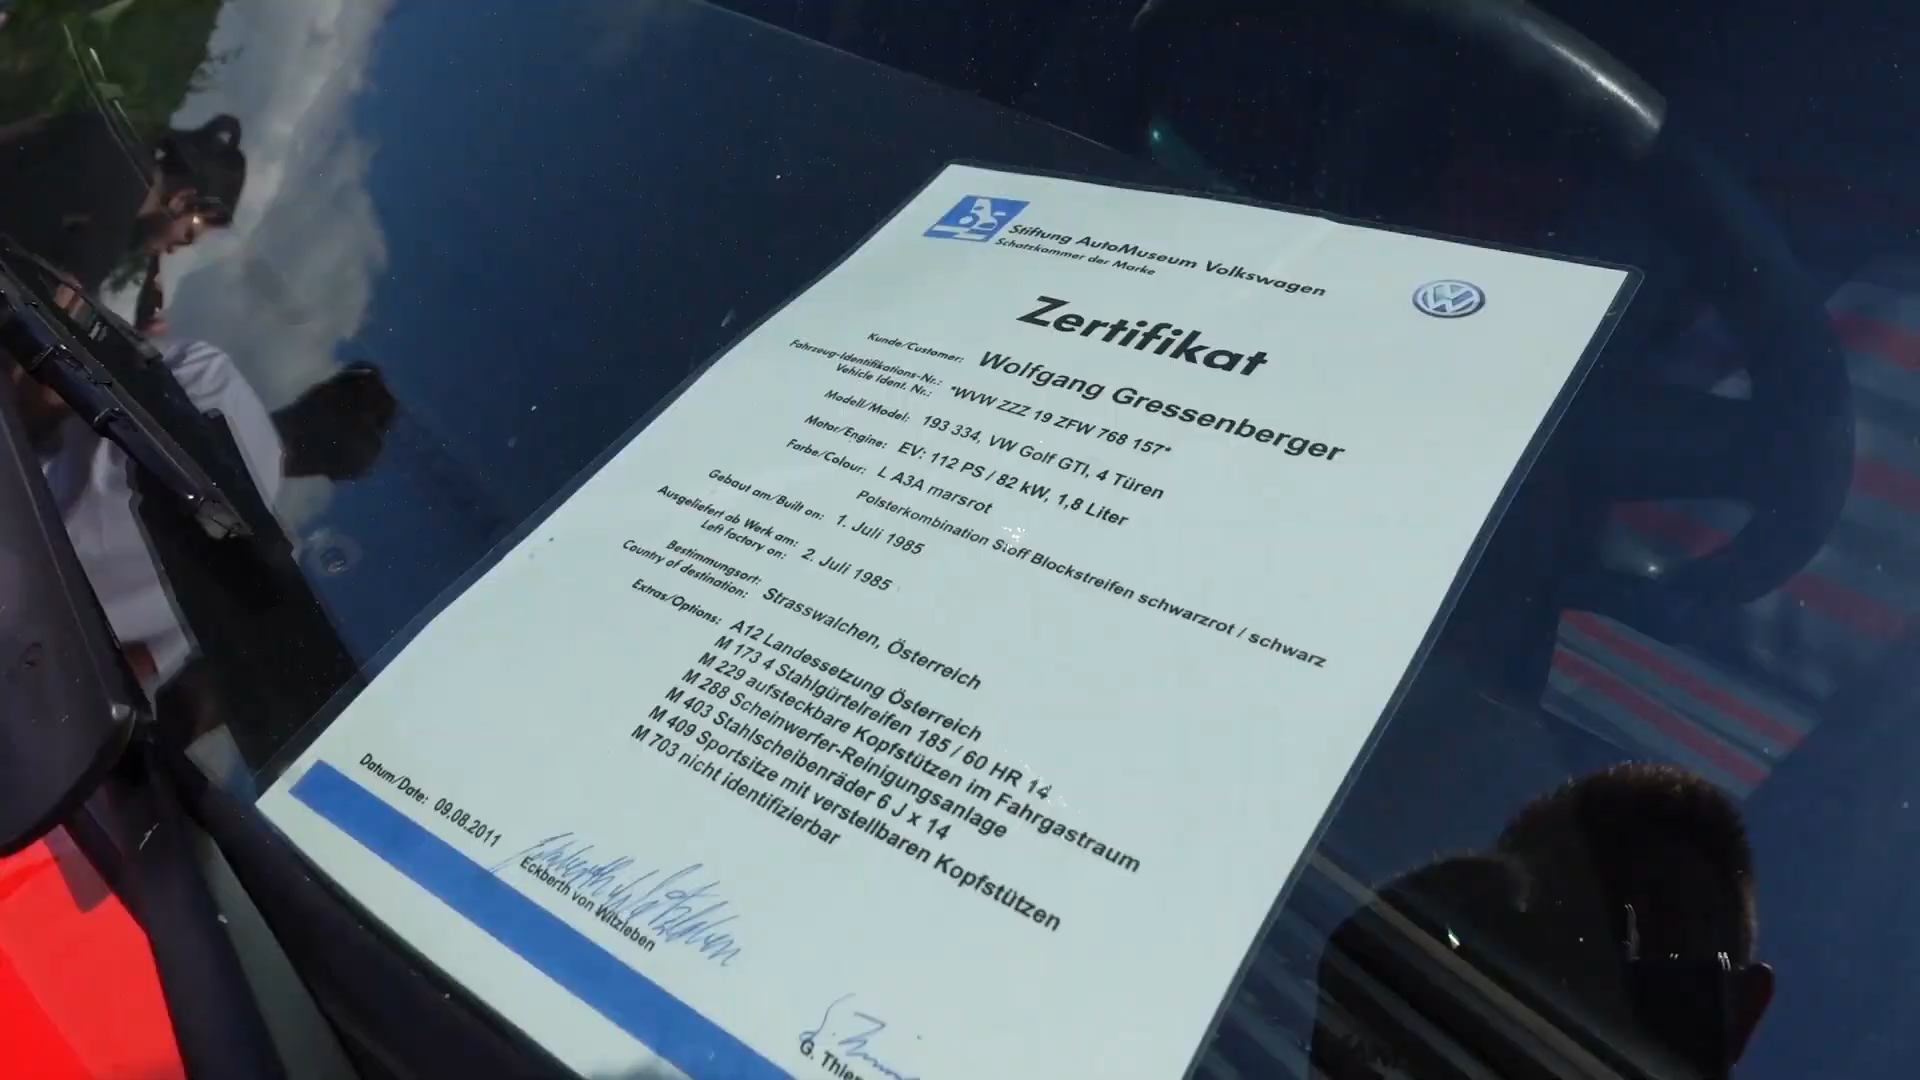 Stiftung AutoMuseum Volkswagen
Schatzkammer der Marke
Zertifikat
Kunde/Customer: Wolfgang Gressenberger
Fahrzeug-Identifikations-Nr.: *WVW ZZZ 19 ZFW 768 157*
Vehicle Ident. Nr.:
Modell/Model: 193 334, VW Golf GTI, 4 Türen
Motor/Engine: EV: 112 PS / 82 kW, 1,8 Liter
Farbe/Colour: L A3A marsrot
Polsterkombination Stoff Blockstreifen schwarzrot / schwarz
Gebaut am/Built on: 1. Juli 1985
Ausgeliefert ab Werk am: 2. Juli 1985
Left factory on:
Bestimmungsort: Strasswalchen, Österreich
Country of destination:
Extras/Options: A12 Landessetzung Österreich
M 173 4 Stahlgürtelreifen 185 / 60 HR 14
M 229 aufsteckbare Kopfstützen im Fahrgastraum
M 288 Scheinwerfer-Reinigungsanlage
M 403 Stahlscheibenräder 6 J x 14
M 409 Sportsitze mit verstellbaren Kopfstützen
M 703 nicht identifizierbar
Datum/Date: 09.08.2011
Eckberth von Witzleben
G.